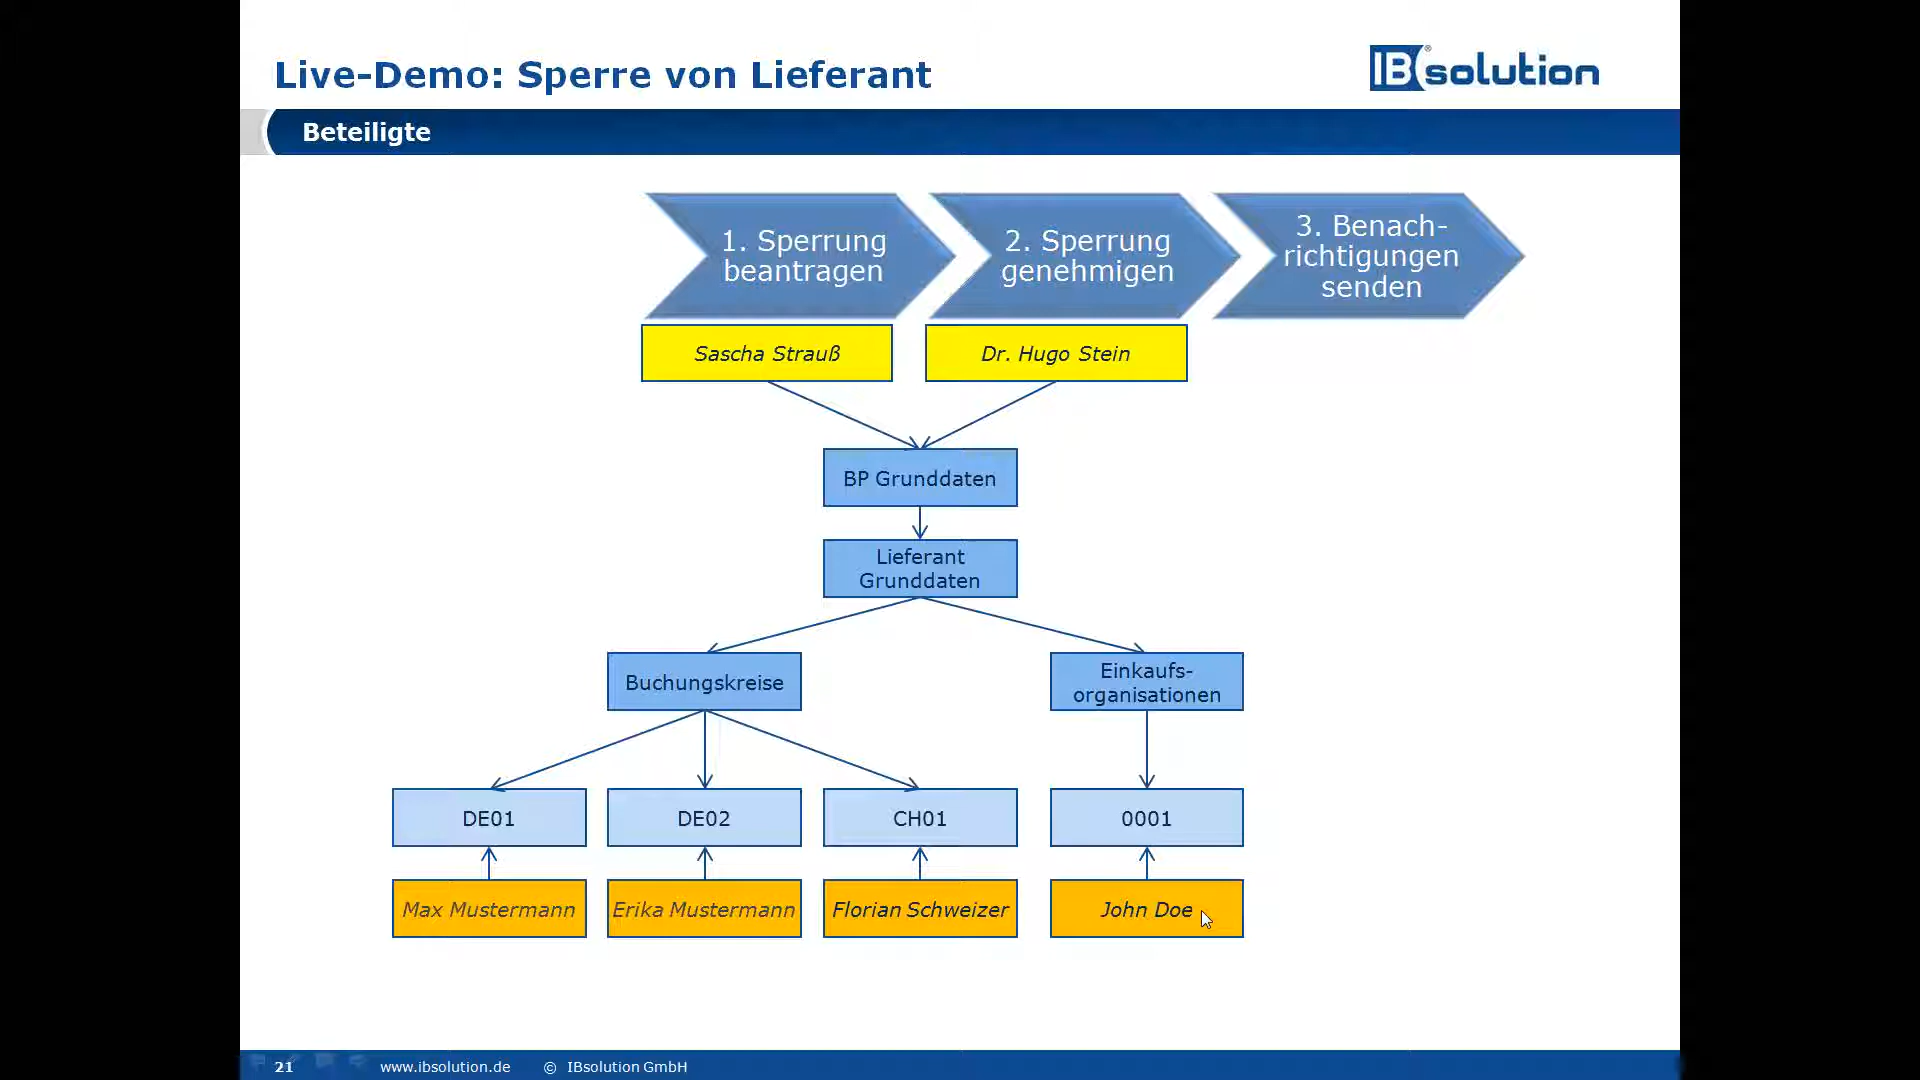 Live-Demo: Sperre von Lieferant
IBsolution®
Beteiligte
1. Sperrung
beantragen
2. Sperrung
genehmigen
3. Benach-
richtigungen
senden
Sascha Strauß
Dr. Hugo Stein
BP Grunddaten
Lieferant
Grunddaten
Buchungskreise
Einkaufs-
organisationen
DE01
DE02
CH01
0001
Max Mustermann
Erika Mustermann
Florian Schweizer
John Doe
21 www.ibsolution.de © IBsolution GmbH